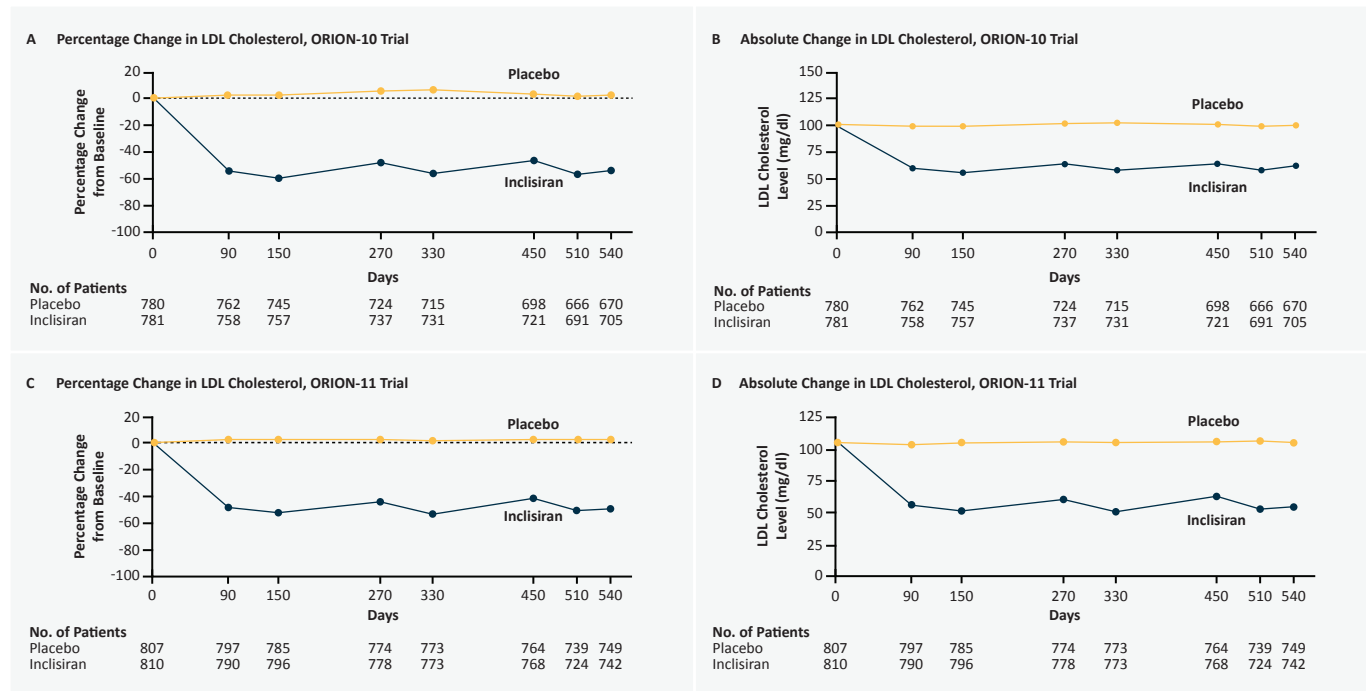 A Percentage Change in LDL Cholesterol, ORION-10 Trial
Percentage Change
from Baseline
20
0
-20
-40
-60
-80
-100
Placebo
Inclisiran
0 90 150 270 330 450 510 540
Days
No. of Patients
Placebo 780 762 745 724 715 698 666 670
Inclisiran 781 758 757 737 731 721 691 705
B Absolute Change in LDL Cholesterol, ORION-10 Trial
LDL Cholesterol
Level (mg/dl)
150
125
100
75
50
25
0
Placebo
Inclisiran
0 90 150 270 330 450 510 540
Days
No. of Patients
Placebo 780 762 745 724 715 698 666 670
Inclisiran 781 758 757 737 731 721 691 705
C Percentage Change in LDL Cholesterol, ORION-11 Trial
Percentage Change
from Baseline
20
0
-20
-40
-60
-80
-100
Placebo
Inclisiran
0 90 150 270 330 450 510 540
Days
No. of Patients
Placebo 807 797 785 774 773 764 739 749
Inclisiran 810 790 796 778 773 768 724 742
D Absolute Change in LDL Cholesterol, ORION-11 Trial
LDL Cholesterol
Level (mg/dl)
125
100
75
50
25
0
Placebo
Inclisiran
0 90 150 270 330 450 510 540
Days
No. of Patients
Placebo 807 797 785 774 773 764 739 749
Inclisiran 810 790 796 778 773 768 724 742